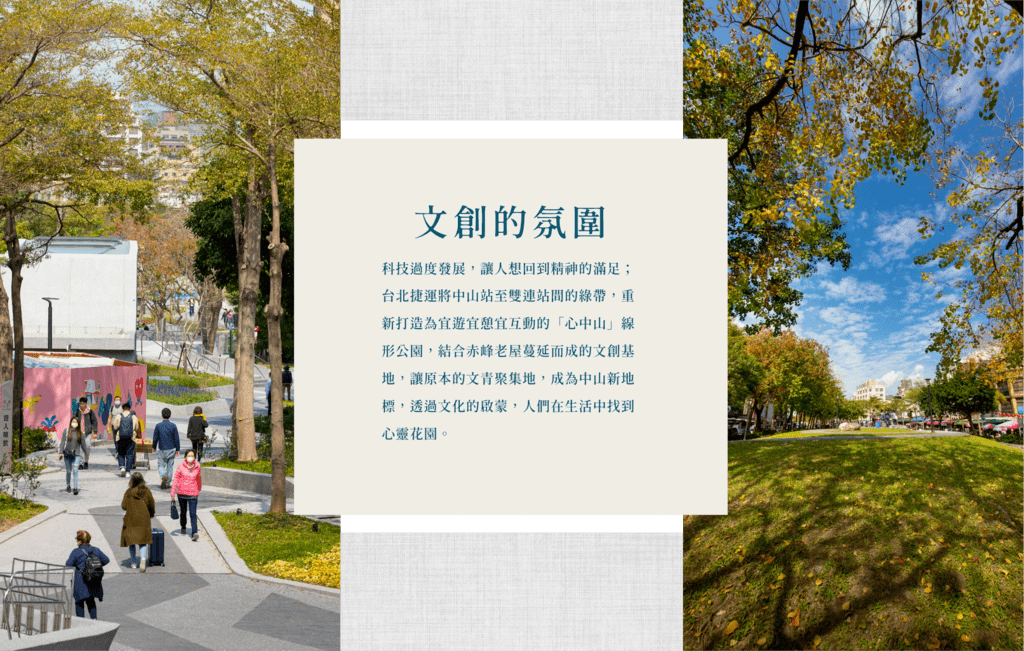 文創的氛圍
科技過度發展，讓人想回到精神的滿足；
台北捷運將中山站至雙連站間的綠帶，重
新打造為宜遊宜憩宜互動的「心中山」線
形公園，結合赤峰老屋蔓延而成的文創基
地，讓原本的文青聚集地，成為中山新地
標，透過文化的啟蒙，人們在生活中找到
心靈花園。